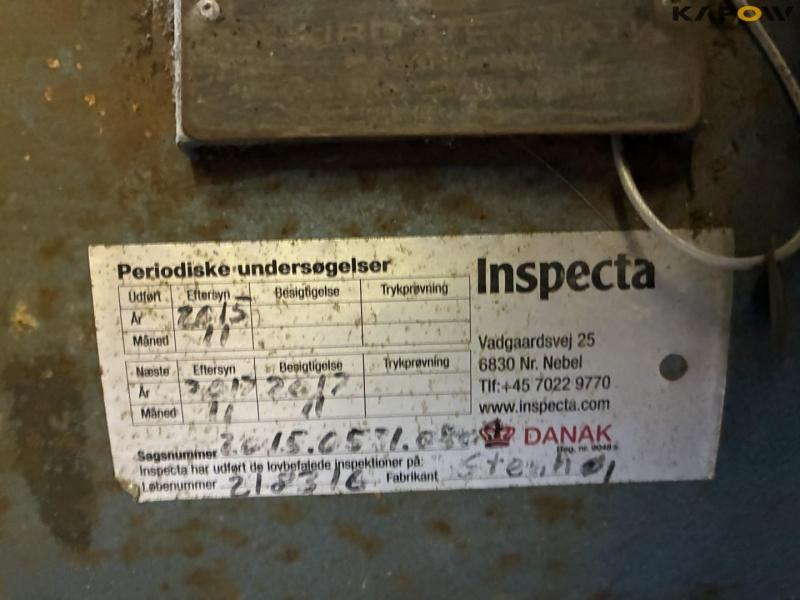 KAPOW
Periodiske undersøgelser
Inspecta
Udført Eftersyn Besigtigelse Trykprøvning
År 2015
Måned 11
Næste Eftersyn Besigtigelse Trykprøvning
År 2017 2017
Måned 11 11
Vadgaardsvej 25
6830 Nr. Nebel
Tlf:+45 7022 9770
www.inspecta.com
DANAK
Sagsnummer
Inspecta har udført de lovbefalede inspektioner på:
Løbenummer 218316 Fabrikant Stenhøj